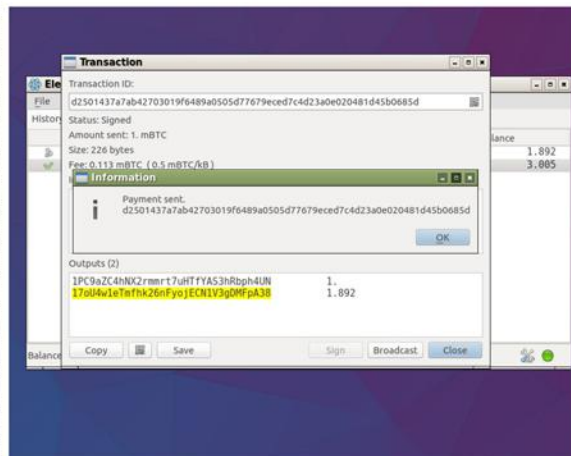 Transaction
Ele
File
History
Balance
lance
1.892
3.005
Transaction ID:
d2501437a7ab42703019f6489a0505d77679eced7c4d23a0e020481d45b0685d
Status: Signed
Amount sent: 1. mBTC
Size: 226 bytes
Fee: 0.113 mBTC ( 0.5 mBTC/kB )
Information
Payment sent.
d2501437a7ab42703019f6489a0505d77679eced7c4d23a0e020481d45b0685d
OK
Outputs (2)
1PC9aZC4hNX2rmmrt7uHTfYAS3hRbph4UN 1.
17oU4w1eTmfhk26nFyojECN1V3gDMFpA38 1.892
Copy Save Sign Broadcast Close